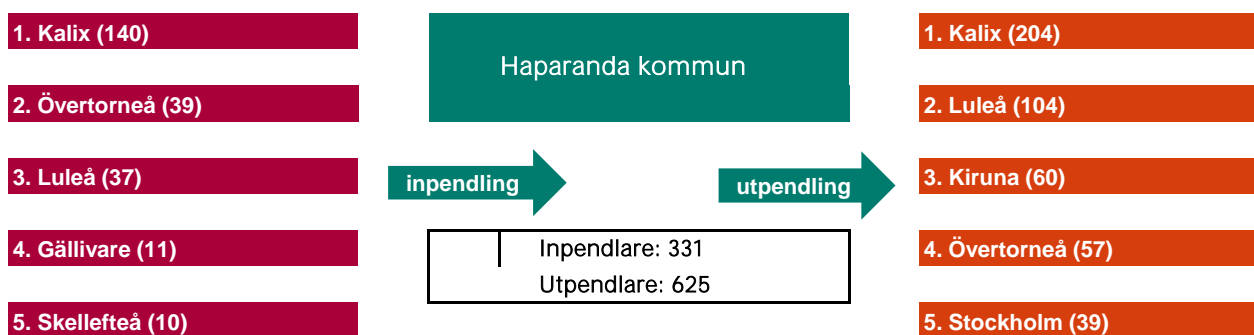 1. Kalix (140)
2. Övertorneå (39)
3. Luleå (37)
4. Gällivare (11)
5. Skellefteå (10)
Haparanda kommun
inpendling
utpendling
Inpendlare: 331
Utpendlare: 625
1. Kalix (204)
2. Luleå (104)
3. Kiruna (60)
4. Övertorneå (57)
5. Stockholm (39)